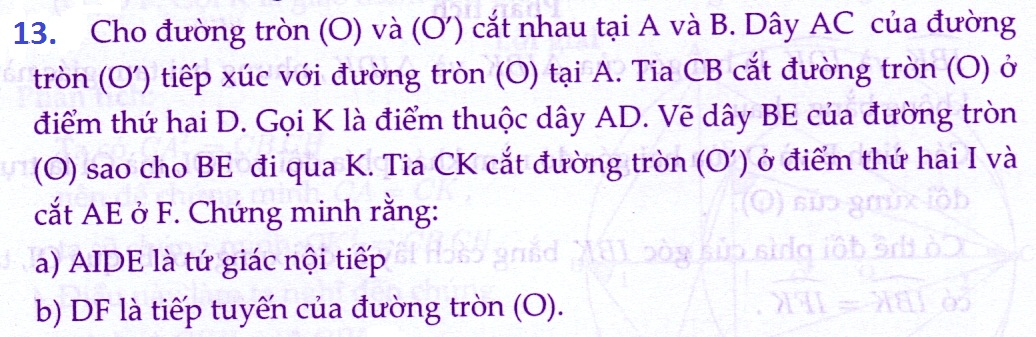 13. Cho đường tròn (O) và (O') cắt nhau tại A và B. Dây AC của đường
tròn (O') tiếp xúc với đường tròn (O) tại A. Tia CB cắt đường tròn (O) ở
điểm thứ hai D. Gọi K là điểm thuộc dây AD. Vẽ dây BE của đường tròn
(O) sao cho BE đi qua K. Tia CK cắt đường tròn (O') ở điểm thứ hai I và
cắt AE ở F. Chứng minh rằng:
a) AIDE là tứ giác nội tiếp
b) DF là tiếp tuyến của đường tròn (O).